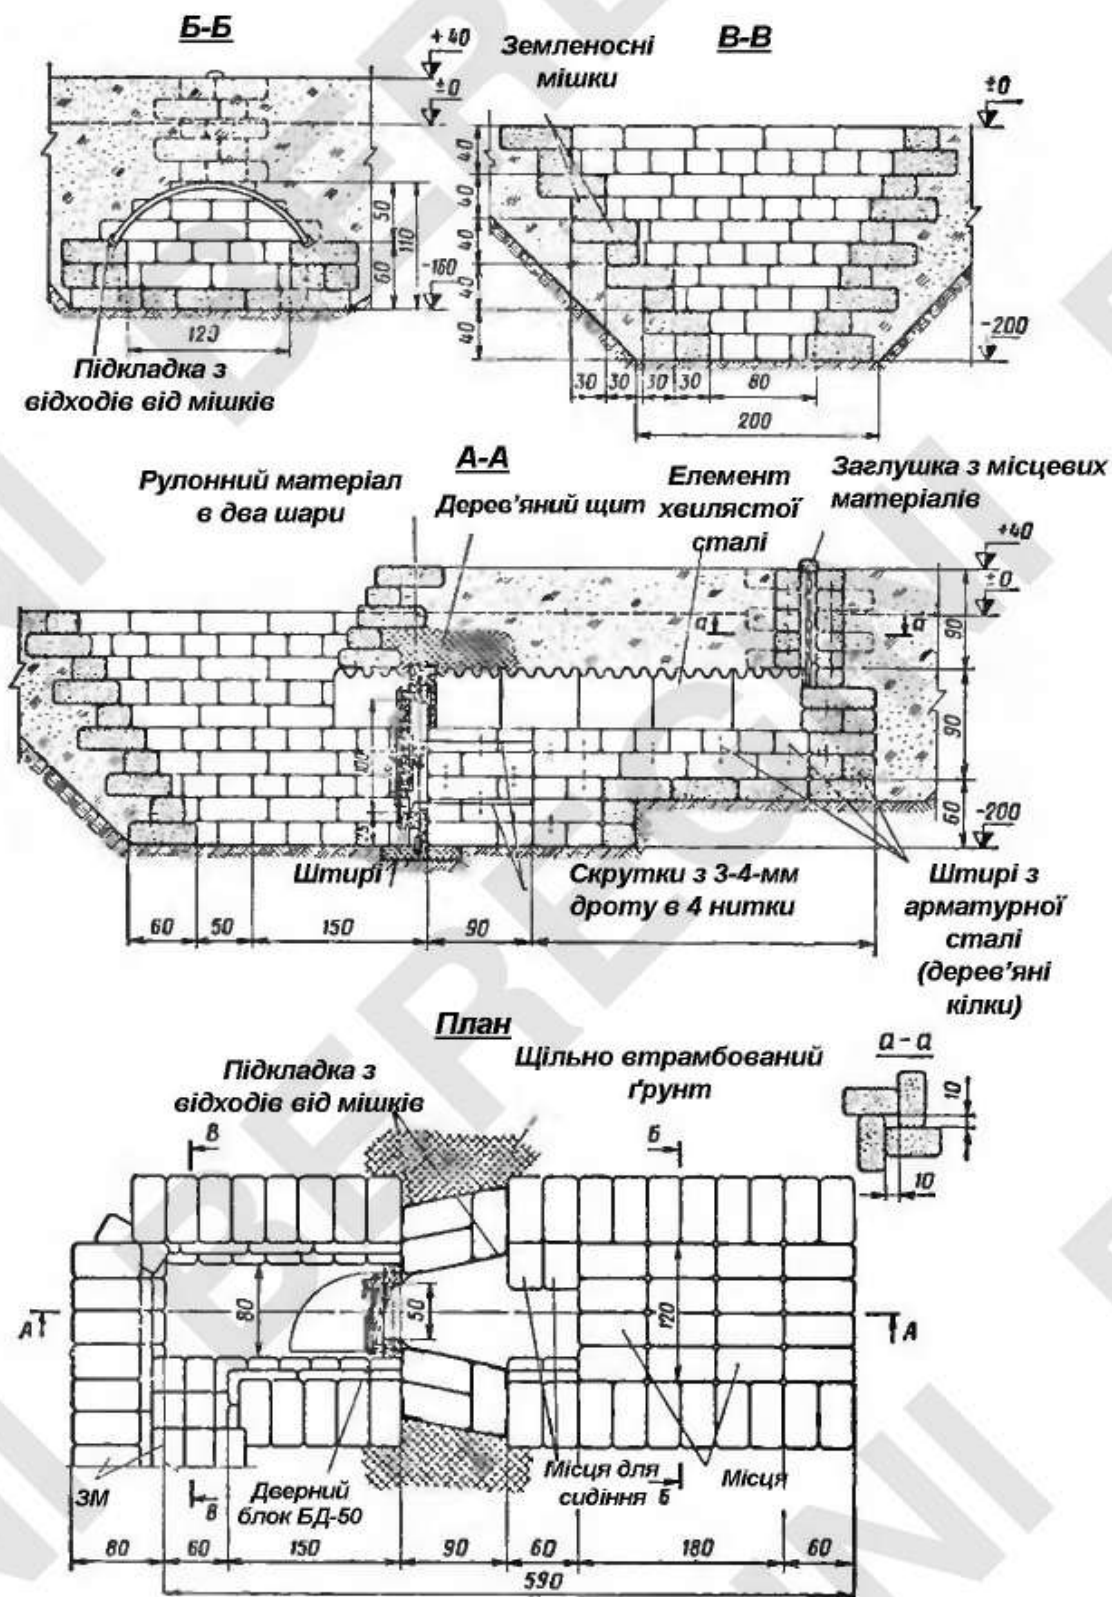 Б-Б
+40
±0
50
110
60
-160
120
Підкладка з
відходів від мішків
Земленосні
мішки
В-В
±0
40
40
40
40
40
-200
30
30
30
30
80
200
А-А
Рулонний матеріал
в два шари
Дерев'яний щит
Елемент
хвилястої
сталі
Заглушка з місцевих
матеріалів
+40
±0
а
а
90
90
60
-200
100
Штирі
Скрутки з 3-4-мм
дроту в 4 нитки
Штирі з
арматурної
сталі
(дерев'яні
кілки)
60
50
150
90
План
Підкладка з
відходів від мішків
Щільно втрамбований
ґрунт
а-а
10
10
В
Б
А
80
50
120
А
ЗМ
В
Дверний
блок БД-50
Місця для
сидіння
Б
Місця
80
60
150
90
60
180
60
590
BEREGINI